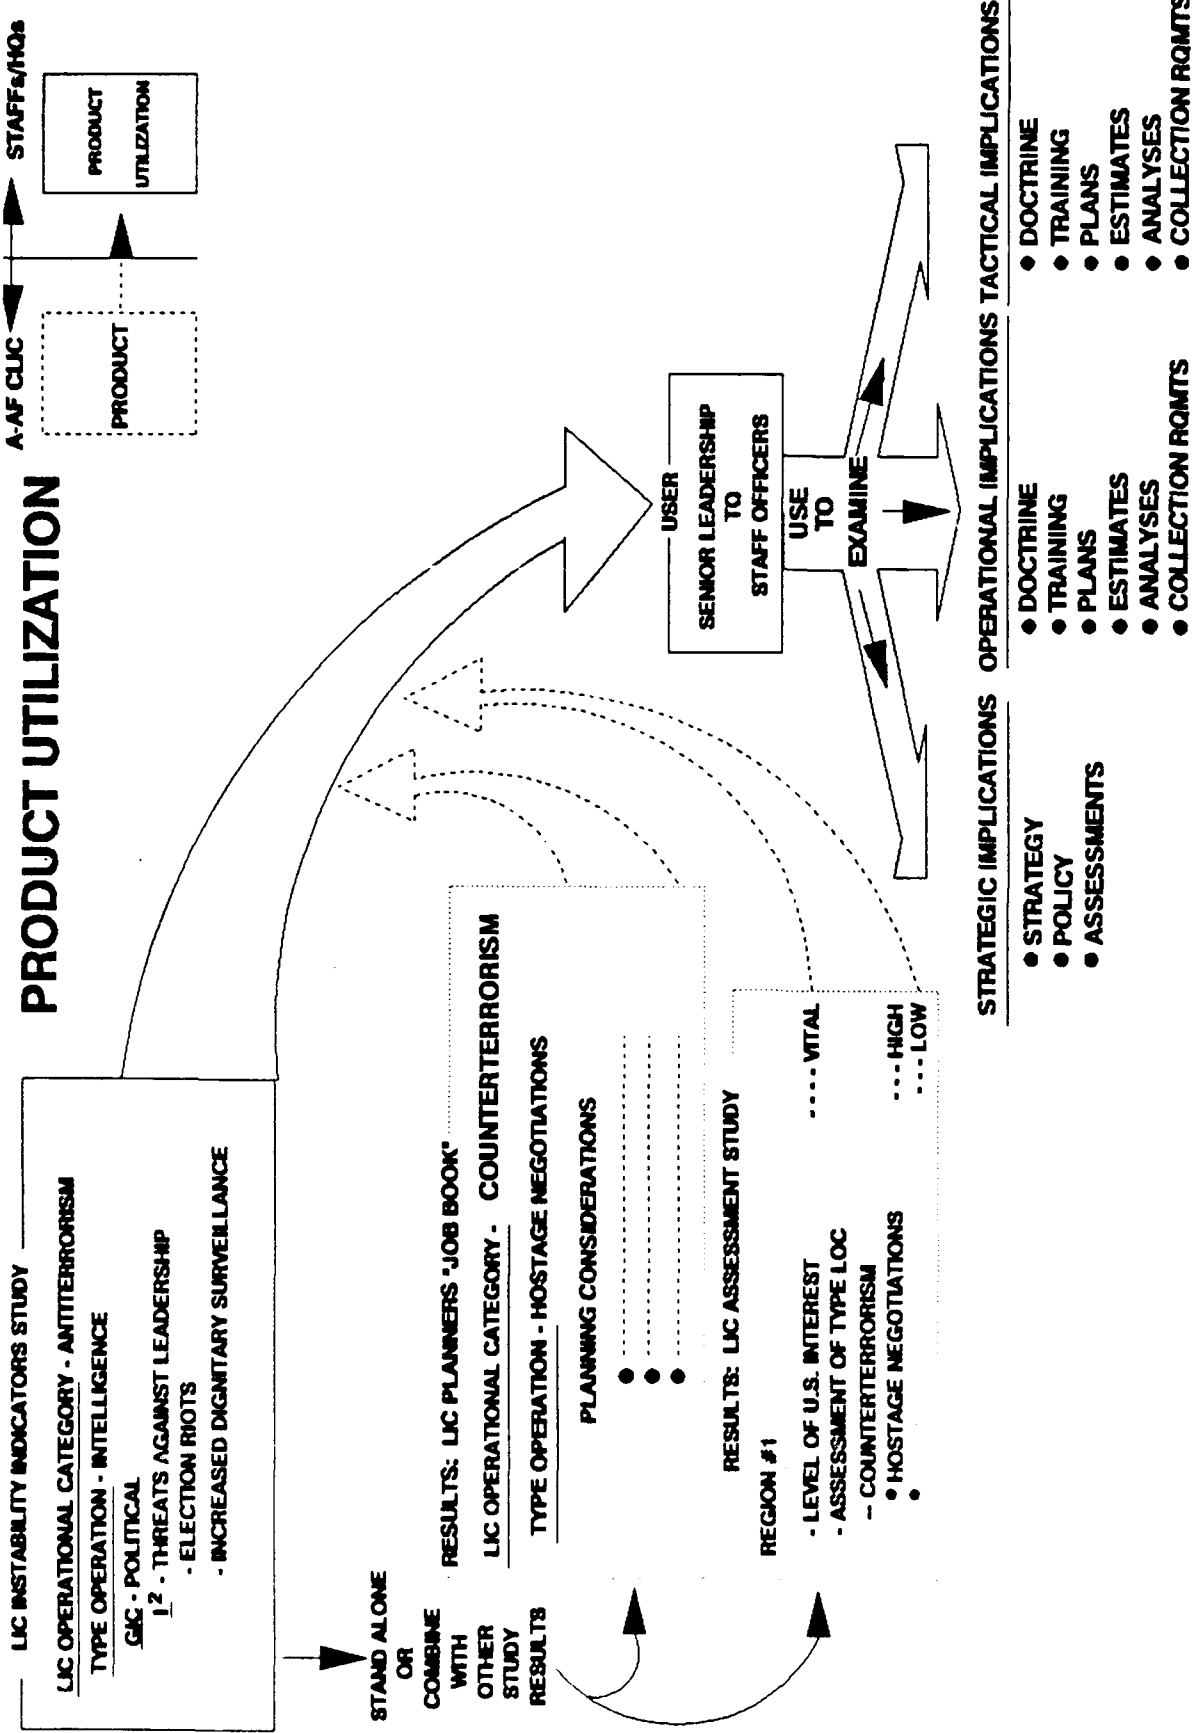 PRODUCT UTILIZATION
A-AF CLIC
STAFFs/HQs
PRODUCT
PRODUCT
UTILIZATION
LIC INSTABILITY INDICATORS STUDY
LIC OPERATIONAL CATEGORY - ANTITERRORISM
TYPE OPERATION - INTELLIGENCE
GIC - POLITICAL
I² - THREATS AGAINST LEADERSHIP
- ELECTION RIOTS
- INCREASED DIGNITARY SURVEILLANCE
STAND ALONE
OR
COMBINE
WITH
OTHER
STUDY
RESULTS
RESULTS: LIC PLANNERS "JOB BOOK"
LIC OPERATIONAL CATEGORY - COUNTERTERRORISM
TYPE OPERATION - HOSTAGE NEGOTIATIONS
PLANNING CONSIDERATIONS
RESULTS: LIC ASSESSMENT STUDY
REGION #1
- LEVEL OF U.S. INTEREST ---- VITAL
- ASSESSMENT OF TYPE LOC
-- COUNTERTERRORISM --- HIGH
• HOSTAGE NEGOTIATIONS --- LOW
•
USER
SENIOR LEADERSHIP
TO
STAFF OFFICERS
USE
TO
EXAMINE
STRATEGIC IMPLICATIONS
• STRATEGY
• POLICY
• ASSESSMENTS
OPERATIONAL IMPLICATIONS
• DOCTRINE
• TRAINING
• PLANS
• ESTIMATES
• ANALYSES
• COLLECTION RQMTS
TACTICAL IMPLICATIONS
• DOCTRINE
• TRAINING
• PLANS
• ESTIMATES
• ANALYSES
• COLLECTION RQMTS